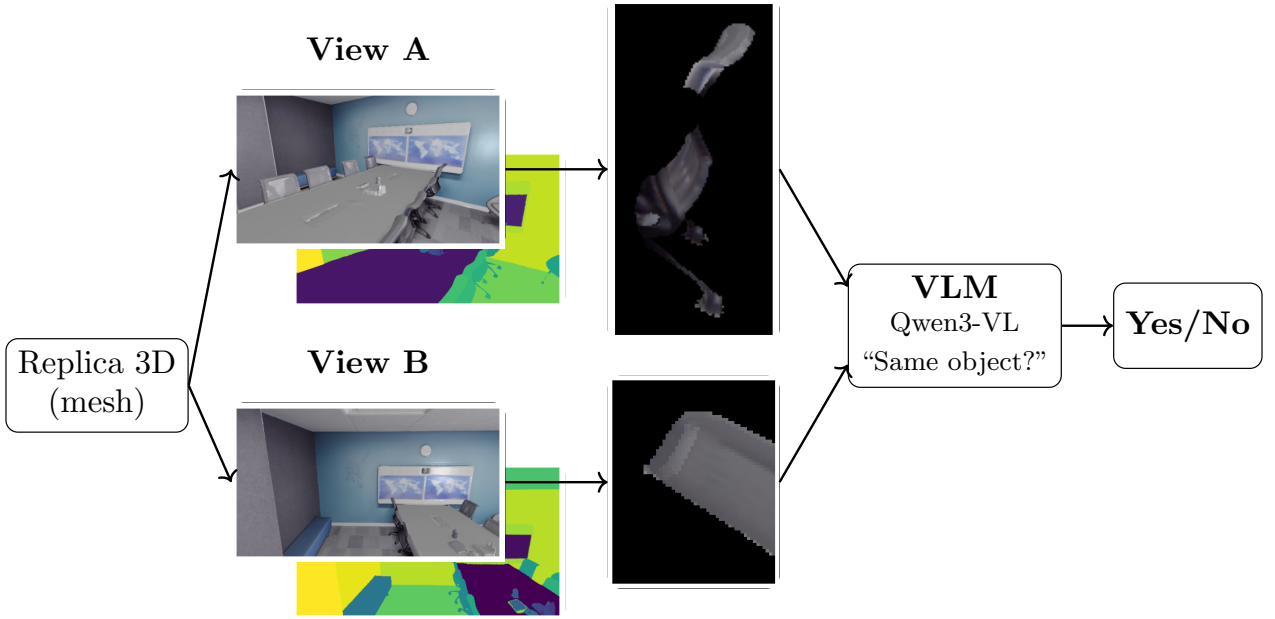 View A
Replica 3D
(mesh)
View B
VLM
Qwen3-VL
“Same object?”
Yes/No